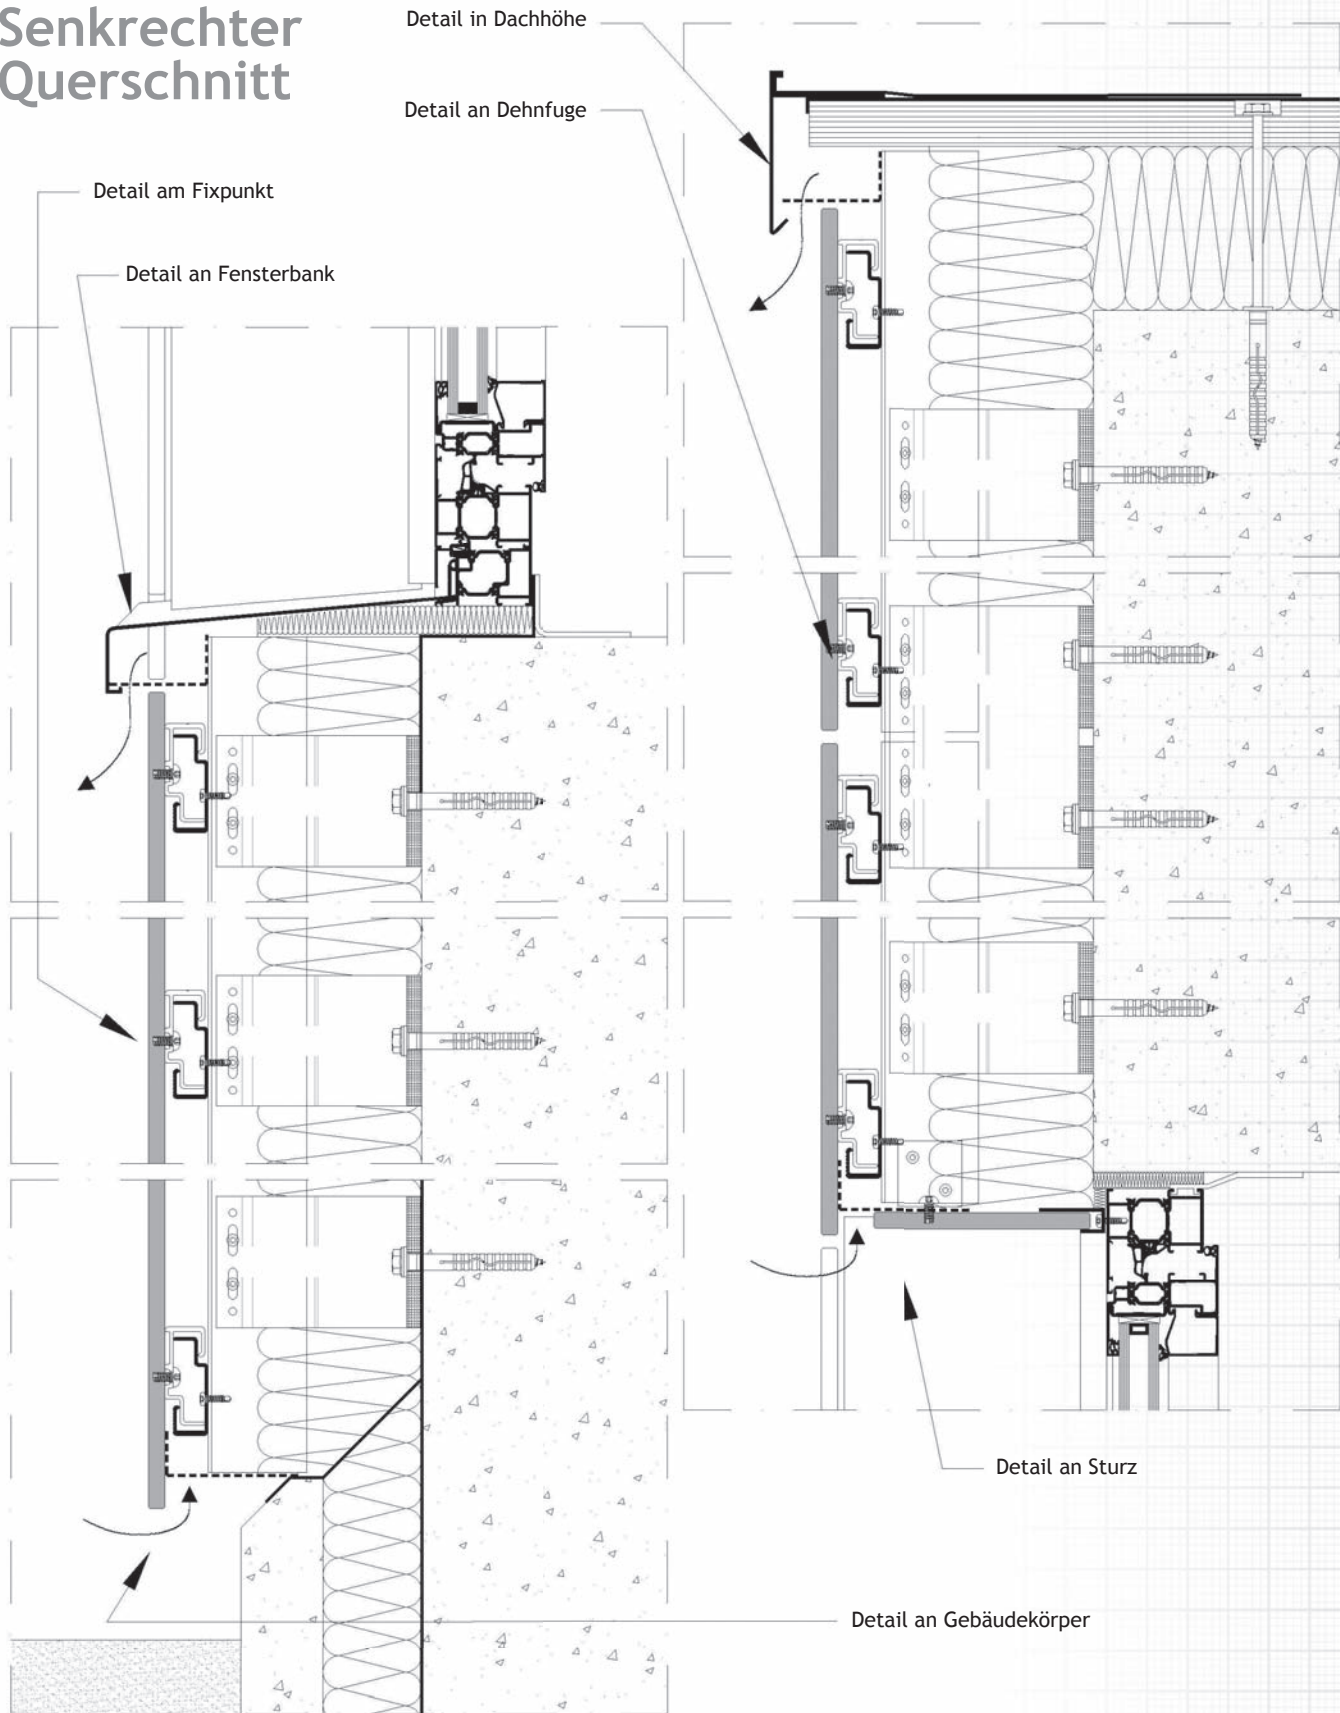 Senkrechter
Querschnitt
Detail in Dachhöhe
Detail an Dehnfuge
Detail am Fixpunkt
Detail an Fensterbank
Detail an Sturz
Detail an Gebäudekörper